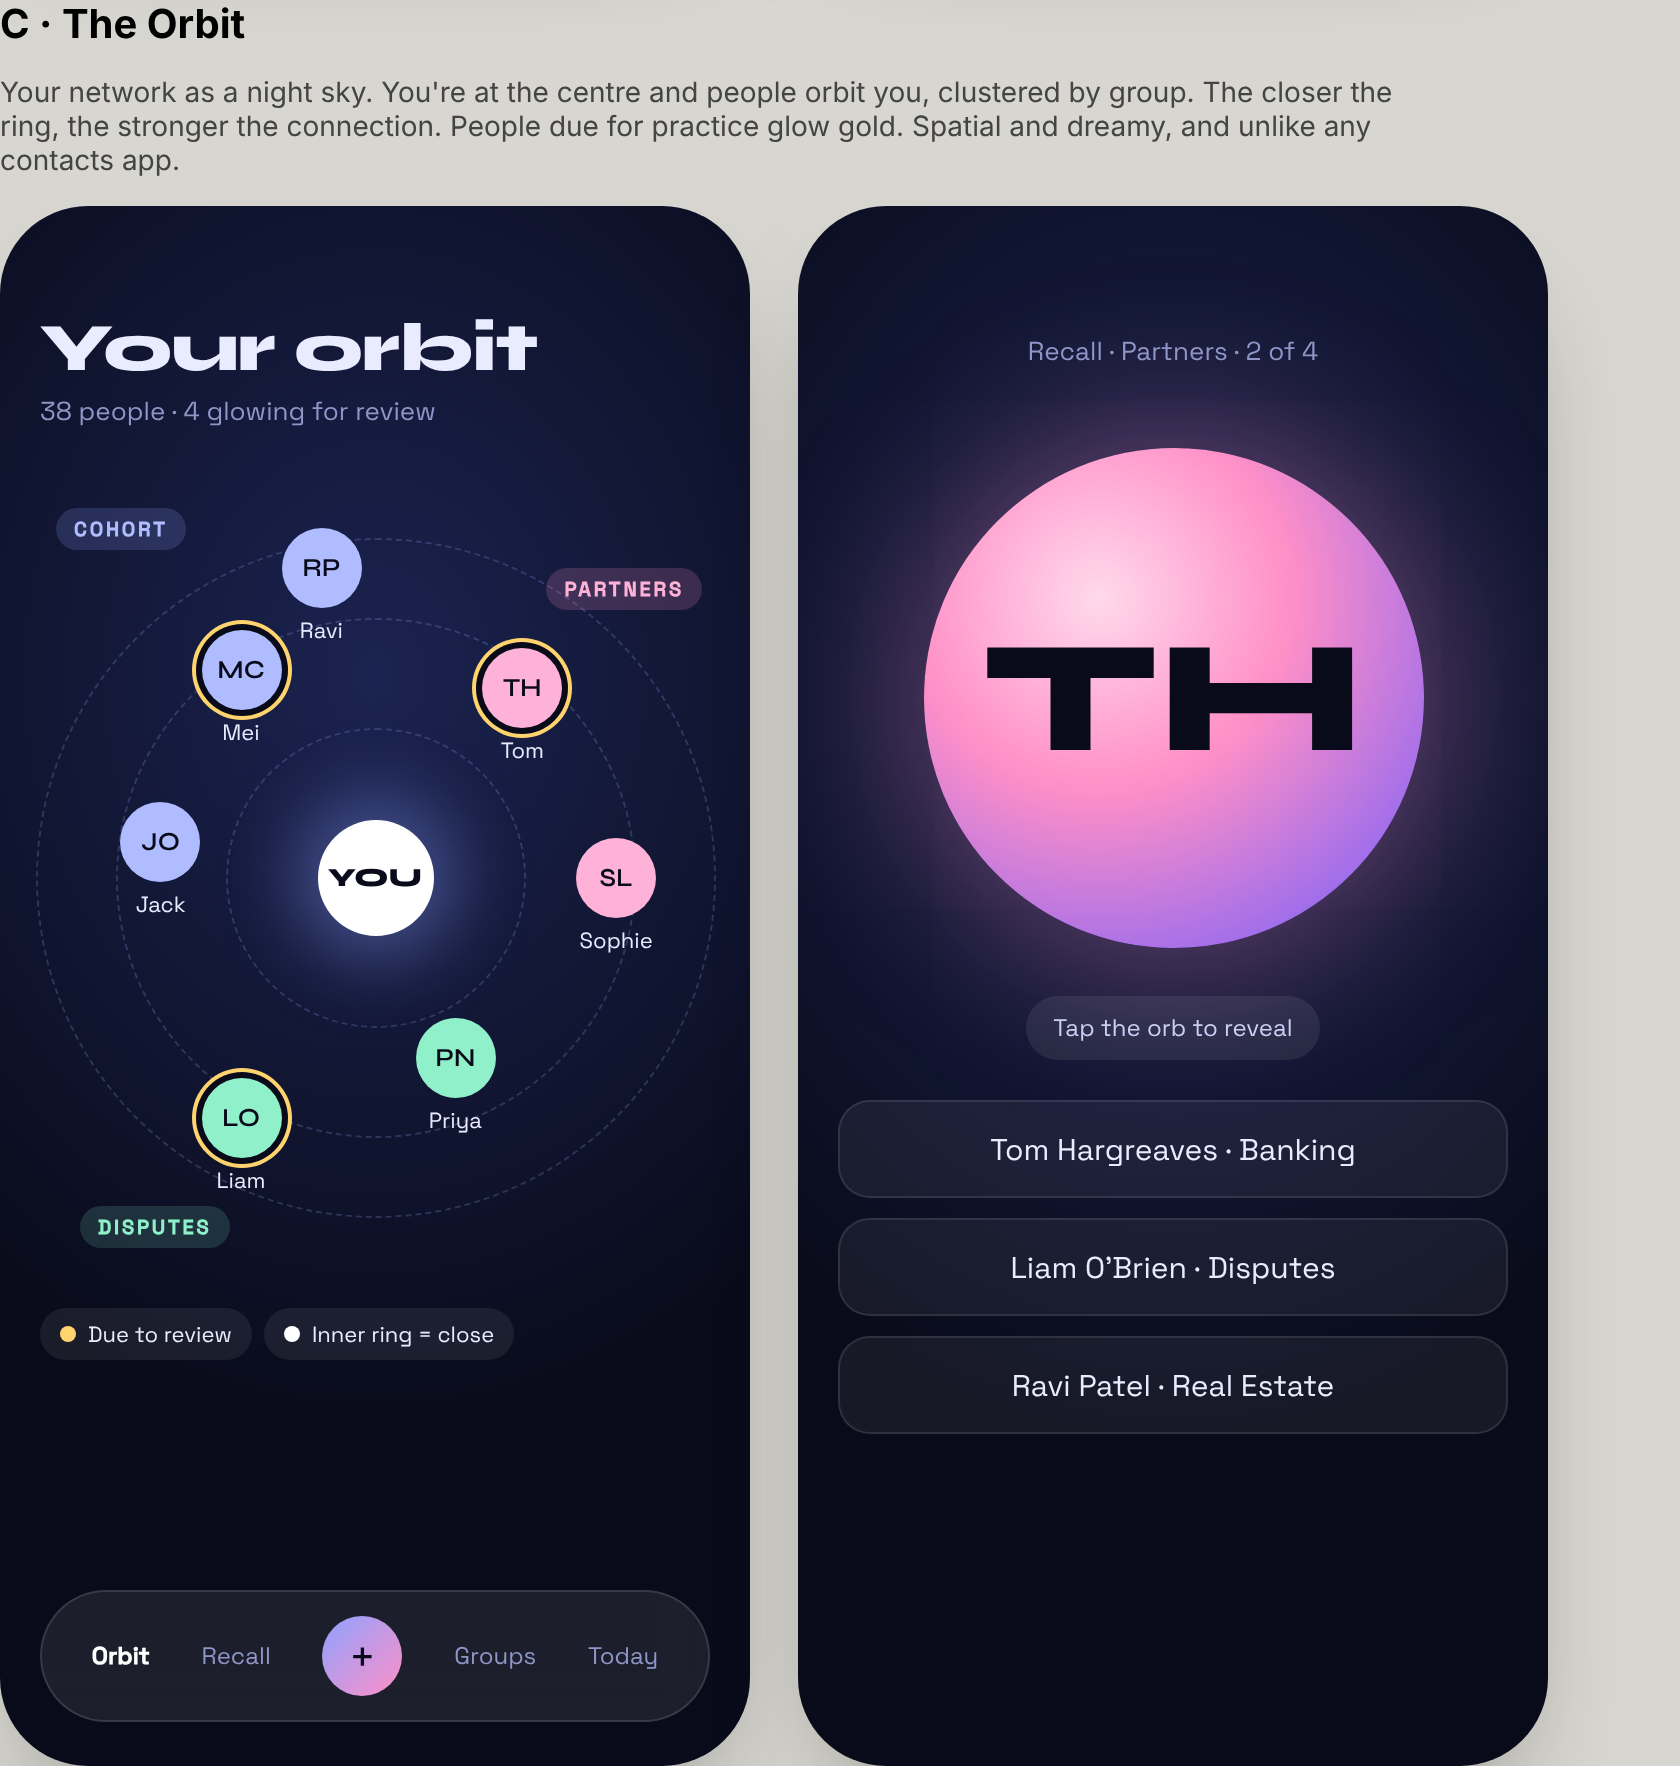 C · The Orbit
Your network as a night sky. You're at the centre and people orbit you, clustered by group. The closer the
ring, the stronger the connection. People due for practice glow gold. Spatial and dreamy, and unlike any
contacts app.
Your orbit
38 people · 4 glowing for review
COHORT
RP
Ravi
PARTNERS
MC
Mei
TH
Tom
JO
Jack
YOU
SL
Sophie
PN
Priya
LO
Liam
DISPUTES
Due to review
Inner ring = close
Orbit
Recall
+
Groups
Today
Recall · Partners · 2 of 4
TH
Tap the orb to reveal
Tom Hargreaves · Banking
Liam O’Brien · Disputes
Ravi Patel · Real Estate